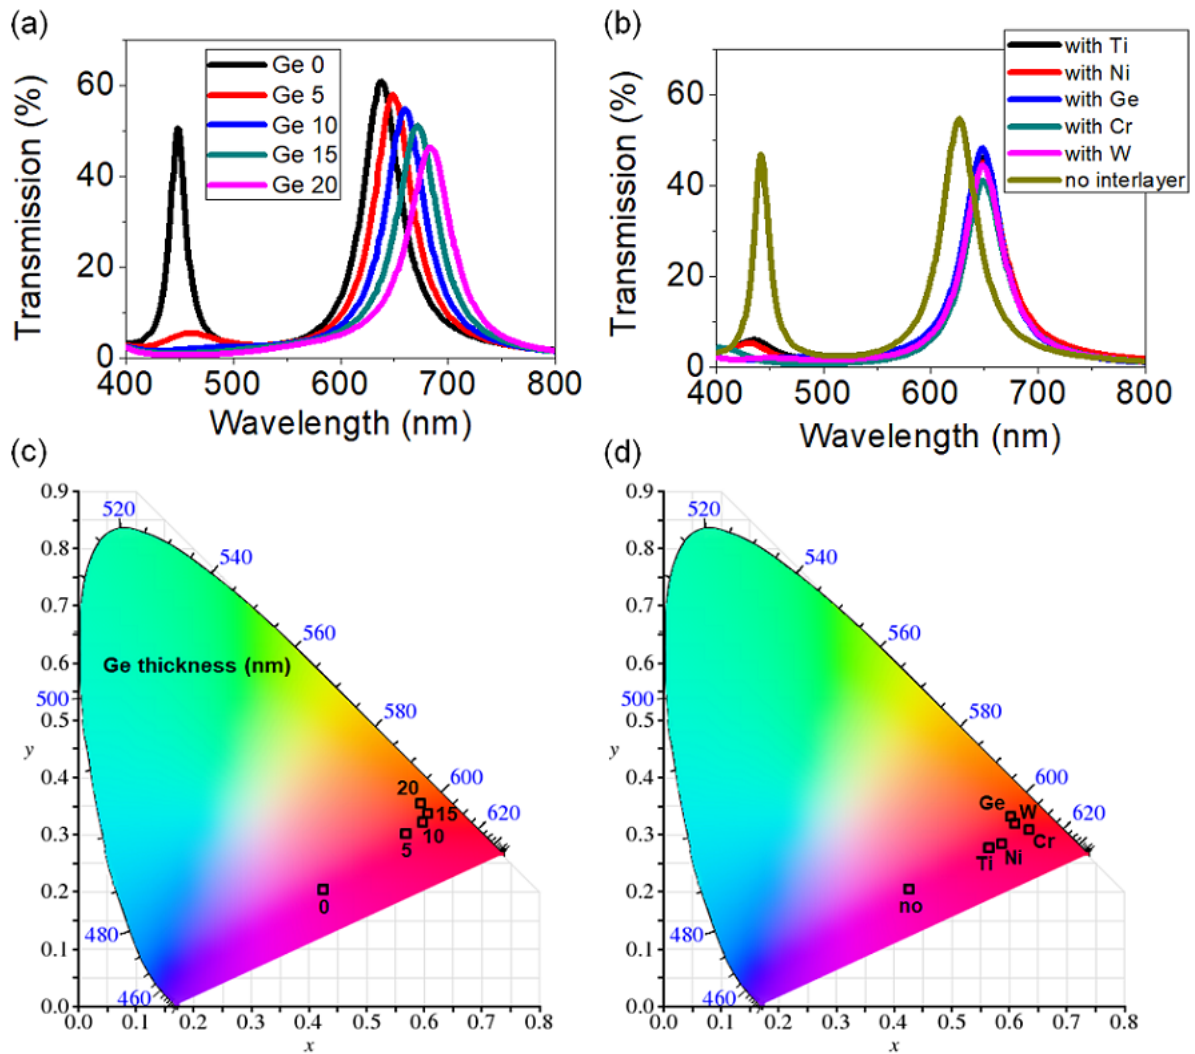 (a)
Transmission (%)
60
40
20
0
400 500 600 700 800
Wavelength (nm)
Ge 0
Ge 5
Ge 10
Ge 15
Ge 20
(b)
Transmission (%)
60
40
20
0
400 500 600 700 800
Wavelength (nm)
with Ti
with Ni
with Ge
with Cr
with W
no interlayer
(c)
0.9
0.8
0.7
0.6
0.5
0.4
0.3
0.2
0.1
0.0
y
0.0 0.1 0.2 0.3 0.4 0.5 0.6 0.7 0.8
x
520
540
560
580
600
620
500
480
460
Ge thickness (nm)
20
15
10
5
0
(d)
0.9
0.8
0.7
0.6
0.5
0.4
0.3
0.2
0.1
0.0
y
0.0 0.1 0.2 0.3 0.4 0.5 0.6 0.7 0.8
x
520
540
560
580
600
620
500
480
460
Ge
W
Cr
Ni
Ti
no